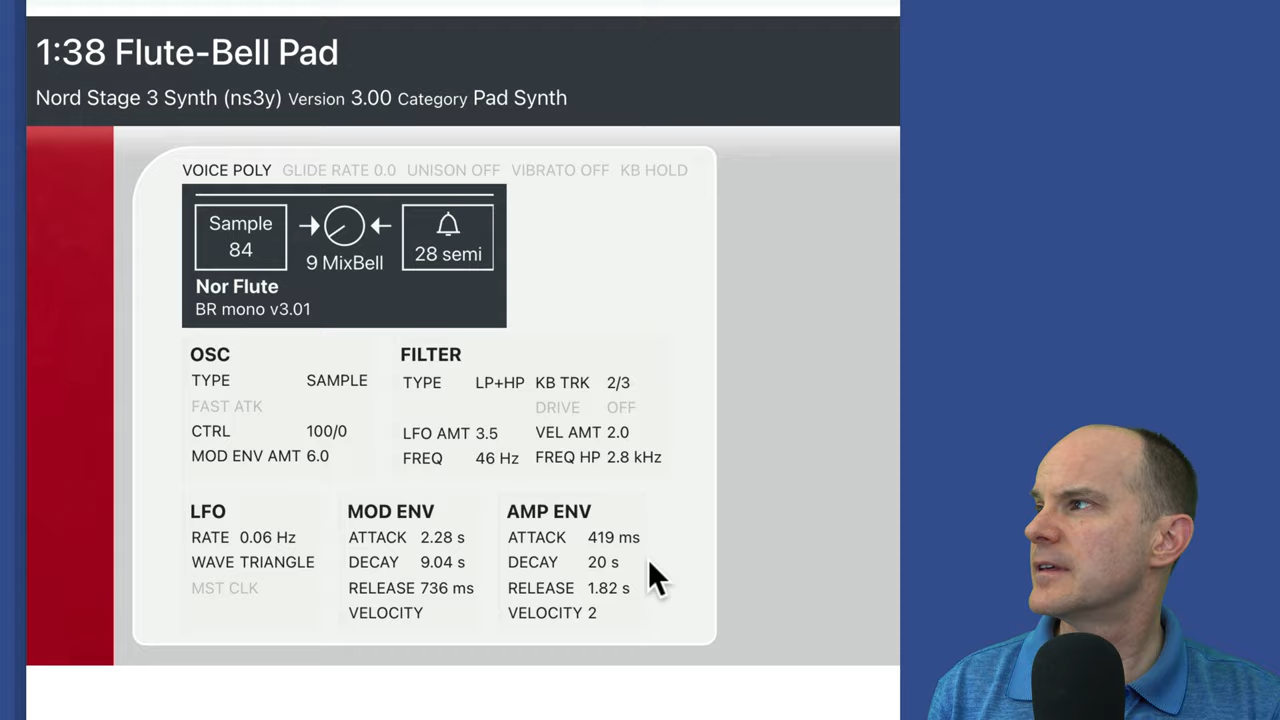 1:38 Flute-Bell Pad
Nord Stage 3 Synth (ns3y) Version 3.00 Category Pad Synth
VOICE POLY GLIDE RATE 0.0 UNISON OFF VIBRATO OFF KB HOLD
Sample
84
9 MixBell
28 semi
Nor Flute
BR mono v3.01
OSC
TYPE SAMPLE
FAST ATK
CTRL 100/0
MOD ENV AMT 6.0
FILTER
TYPE LP+HP KB TRK 2/3
DRIVE OFF
LFO AMT 3.5 VEL AMT 2.0
FREQ 46 Hz FREQ HP 2.8 kHz
LFO
RATE 0.06 Hz
WAVE TRIANGLE
MST CLK
MOD ENV
ATTACK 2.28 s
DECAY 9.04 s
RELEASE 736 ms
VELOCITY
AMP ENV
ATTACK 419 ms
DECAY 20 s
RELEASE 1.82 s
VELOCITY 2